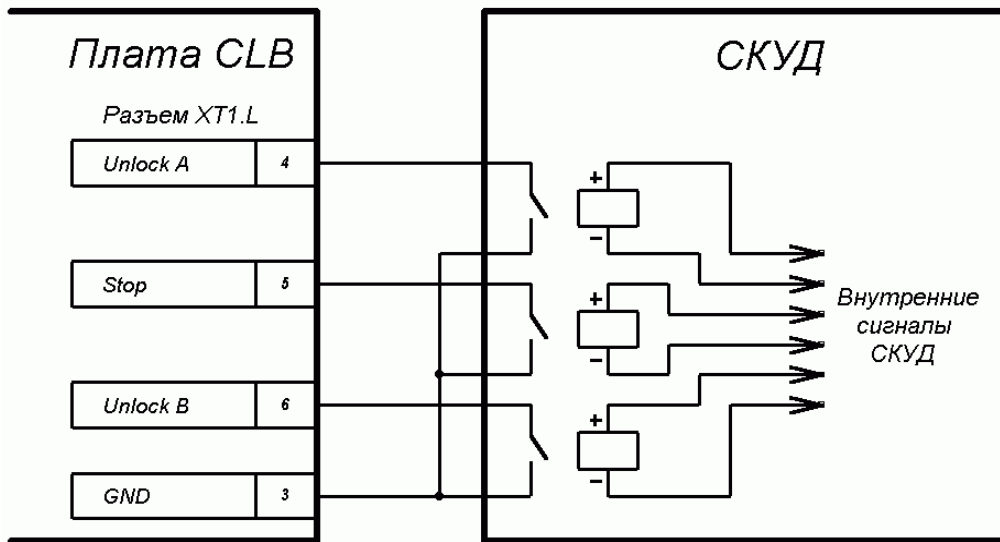 Плата CLB
СКУД
Разъем XT1.L
Unlock A 4
Stop 5
Unlock B 6
GND 3
+
−
+
−
+
−
Внутренние
сигналы
СКУД